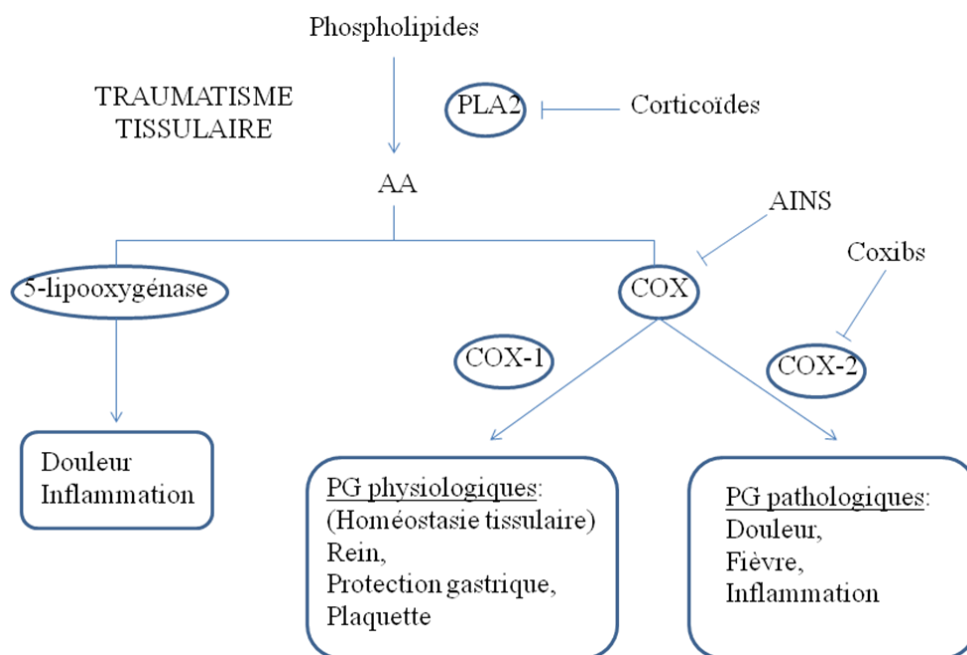 Phospholipides
TRAUMATISME
TISSULAIRE
PLA2
Corticoïdes
AA
AINS
Coxibs
5-lipooxygénase
COX
COX-1
COX-2
Douleur
Inflammation
PG physiologiques:
(Homéostasie tissulaire)
Rein,
Protection gastrique,
Plaquette
PG pathologiques:
Douleur,
Fièvre,
Inflammation